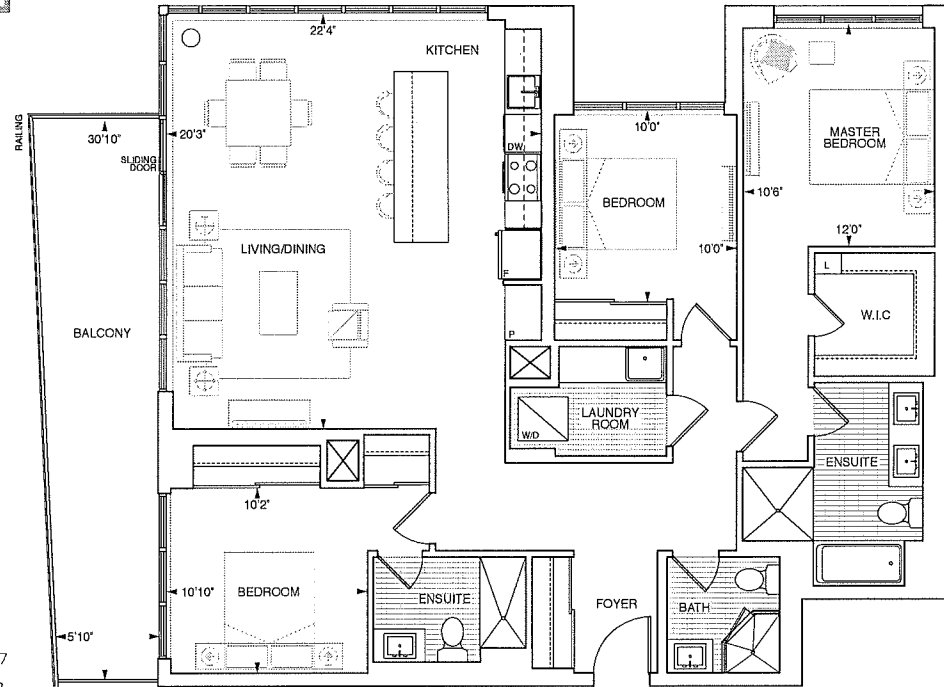 22'4"
KITCHEN
RAILING
30'10"
20'3"
SLIDING
DOOR
DW
10'0"
MASTER
BEDROOM
10'6"
BEDROOM
12'0"
LIVING/DINING
10'0"
F
L
W.I.C
BALCONY
P
LAUNDRY
ROOM
W/D
ENSUITE
10'2"
10'10"
BEDROOM
ENSUITE
FOYER
BATH
5'10"
7